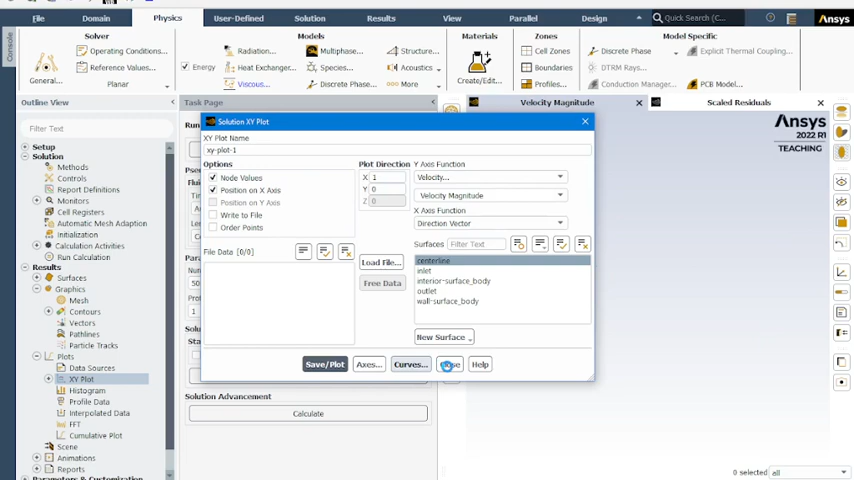 File Domain Physics User-Defined Solution Results View Parallel Design Quick Search (C... Ansys
Console
Solver Models Materials Zones Model Specific
Operating Conditions... Radiation... Multiphase... Structure... Cell Zones Discrete Phase Explicit Thermal Coupling...
Energy Heat Exchanger... Species... Acoustics Boundaries DTRM Rays...
Reference Values...
General... Planar Viscous... Discrete Phase... More Create/Edit... Profiles... Conduction Manager... PCB Model...
Outline View Task Page Velocity Magnitude Scaled Residuals
Filter Text
Ansys
2022 R1
TEACHING
Setup
Solution
Methods
Controls
Report Definitions
Monitors
Cell Registers
Automatic Mesh Adaption
Initialization
Calculation Activities
Run Calculation
Results
Surfaces
Graphics
Mesh
Contours
Vectors
Pathlines
Particle Tracks
Plots
Data Sources
XY Plot
Histogram
Profile Data
Interpolated Data
FFT
Cumulative Plot
Scene
Animations
Reports
Parameters & Customization
Solution XY Plot
XY Plot Name
xy-plot-1
Options
Node Values
Position on X Axis
Position on Y Axis
Write to File
Order Points
Plot Direction
X 1
Y 0
Z 0
Y Axis Function
Velocity...
Velocity Magnitude
X Axis Function
Direction Vector
File Data [0/0]
Load File...
Free Data
Surfaces Filter Text
centerline
inlet
interior-surface_body
outlet
wall-surface_body
New Surface
Save/Plot Axes... Curves... Help
Solution Advancement
Calculate
0 selected all